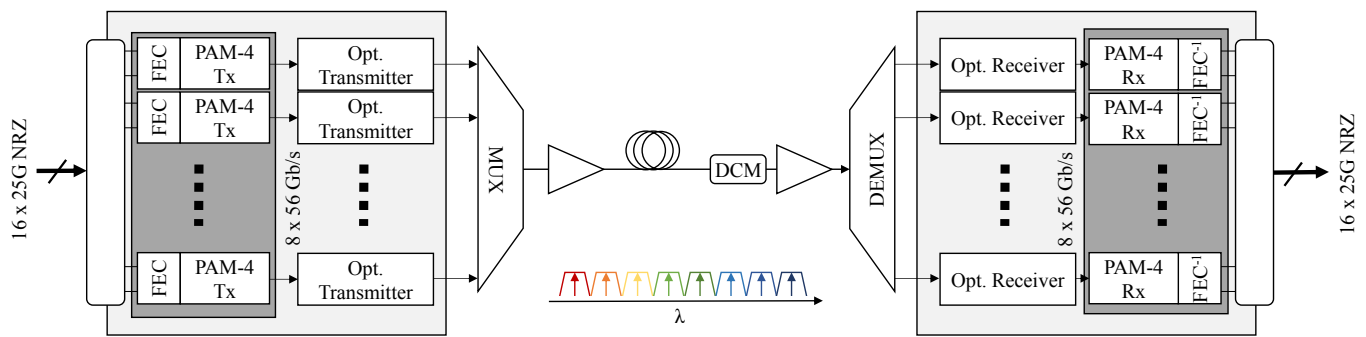 16 x 25G NRZ
FEC
PAM-4
Tx
Opt.
Transmitter
FEC
PAM-4
Tx
Opt.
Transmitter
8 x 56 Gb/s
FEC
PAM-4
Tx
Opt.
Transmitter
MUX
DCM
λ
DEMUX
Opt. Receiver
PAM-4
Rx
FEC⁻¹
Opt. Receiver
PAM-4
Rx
FEC⁻¹
8 x 56 Gb/s
Opt. Receiver
PAM-4
Rx
FEC⁻¹
16 x 25G NRZ